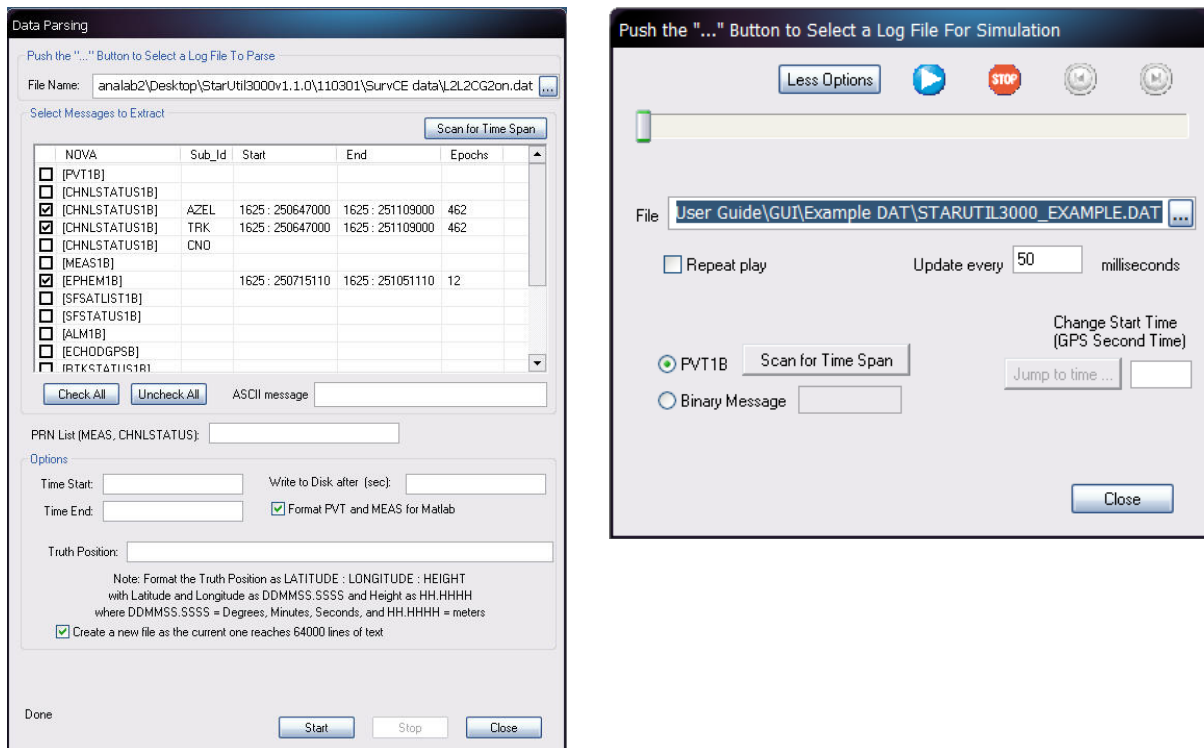 Data Parsing
Push the "..." Button to Select a Log File To Parse
File Name: analab2\Desktop\StarUtil3000v1.1.0\110301\SurvCE data\L2L2CG2on.dat ...
Select Messages to Extract
Scan for Time Span
NOVA Sub_Id Start End Epochs
[PVT1B]
[CHNLSTATUS1B]
[CHNLSTATUS1B] AZEL 1625 : 250647000 1625 : 251109000 462
[CHNLSTATUS1B] TRK 1625 : 250647000 1625 : 251109000 462
[CHNLSTATUS1B] CNO
[MEAS1B]
[EPHEM1B] 1625 : 250715110 1625 : 251051110 12
[SFSATLIST1B]
[SFSTATUS1B]
[ALM1B]
[ECHODGPSB]
[RTKSTATUS1B]
Check All Uncheck All ASCII message
PRN List (MEAS, CHNLSTATUS):
Options
Time Start: Write to Disk after (sec):
Time End: Format PVT and MEAS for Matlab
Truth Position:
Note: Format the Truth Position as LATITUDE : LONGITUDE : HEIGHT
with Latitude and Longitude as DDMMSS.SSSS and Height as HH.HHHH
where DDMMSS.SSSS = Degrees, Minutes, Seconds, and HH.HHHH = meters
Create a new file as the current one reaches 64000 lines of text
Done
Start Stop Close
Push the "..." Button to Select a Log File For Simulation
Less Options STOP
File User Guide\GUI\Example DAT\STARUTIL3000_EXAMPLE.DAT ...
Repeat play Update every 50 milliseconds
Change Start Time
(GPS Second Time)
PVT1B Scan for Time Span Jump to time ...
Binary Message
Close